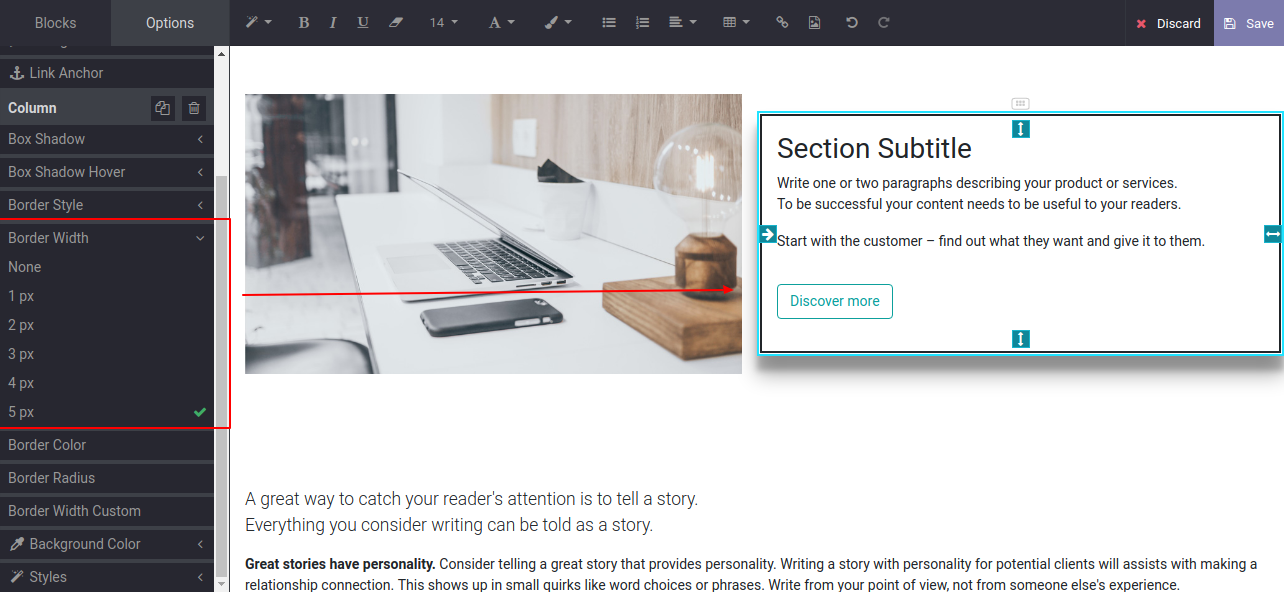 Blocks
Options
B I U
14
A
Discard
Save
Link Anchor
Column
Box Shadow
Box Shadow Hover
Border Style
Border Width
None
1 px
2 px
3 px
4 px
5 px
Border Color
Border Radius
Border Width Custom
Background Color
Styles
Section Subtitle
Write one or two paragraphs describing your product or services.
To be successful your content needs to be useful to your readers.
Start with the customer – find out what they want and give it to them.
Discover more
A great way to catch your reader's attention is to tell a story.
Everything you consider writing can be told as a story.
Great stories have personality. Consider telling a great story that provides personality. Writing a story with personality for potential clients will assists with making a
relationship connection. This shows up in small quirks like word choices or phrases. Write from your point of view, not from someone else's experience.